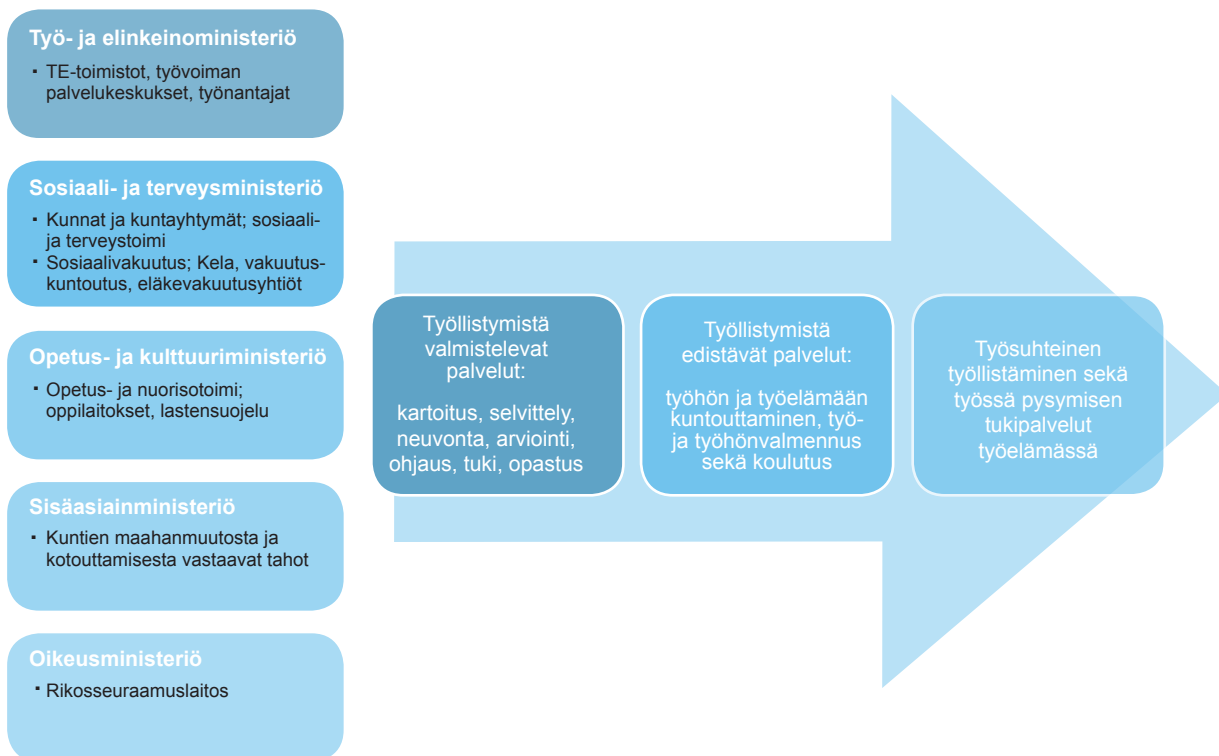 Työ- ja elinkeinoministeriö
▪ TE-toimistot, työvoiman
palvelukeskukset, työnantajat
Sosiaali- ja terveysministeriö
▪ Kunnat ja kuntayhtymät; sosiaali-
ja terveystoimi
▪ Sosiaalivakuutus; Kela, vakuutus-
kuntoutus, eläkevakuutusyhtiöt
Opetus- ja kulttuuriministeriö
▪ Opetus- ja nuorisotoimi;
oppilaitokset, lastensuojelu
Sisäasiainministeriö
▪ Kuntien maahanmuutosta ja
kotouttamisesta vastaavat tahot
Oikeusministeriö
▪ Rikosseuraamuslaitos
Työllistymistä
valmistelevat
palvelut:
kartoitus, selvittely,
neuvonta, arviointi,
ohjaus, tuki, opastus
Työllistymistä
edistävät palvelut:
työhön ja työelämään
kuntouttaminen, työ-
ja työhönvalmennus
sekä koulutus
Työsuhteinen
työllistäminen sekä
työssä pysymisen
tukipalvelut
työelämässä